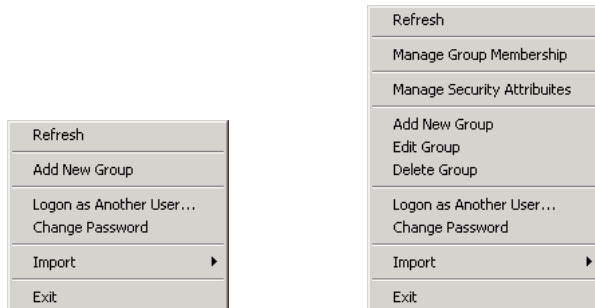 Refresh
Add New Group
Logon as Another User...
Change Password
Import
Exit
Refresh
Manage Group Membership
Manage Security Attribuites
Add New Group
Edit Group
Delete Group
Logon as Another User...
Change Password
Import
Exit